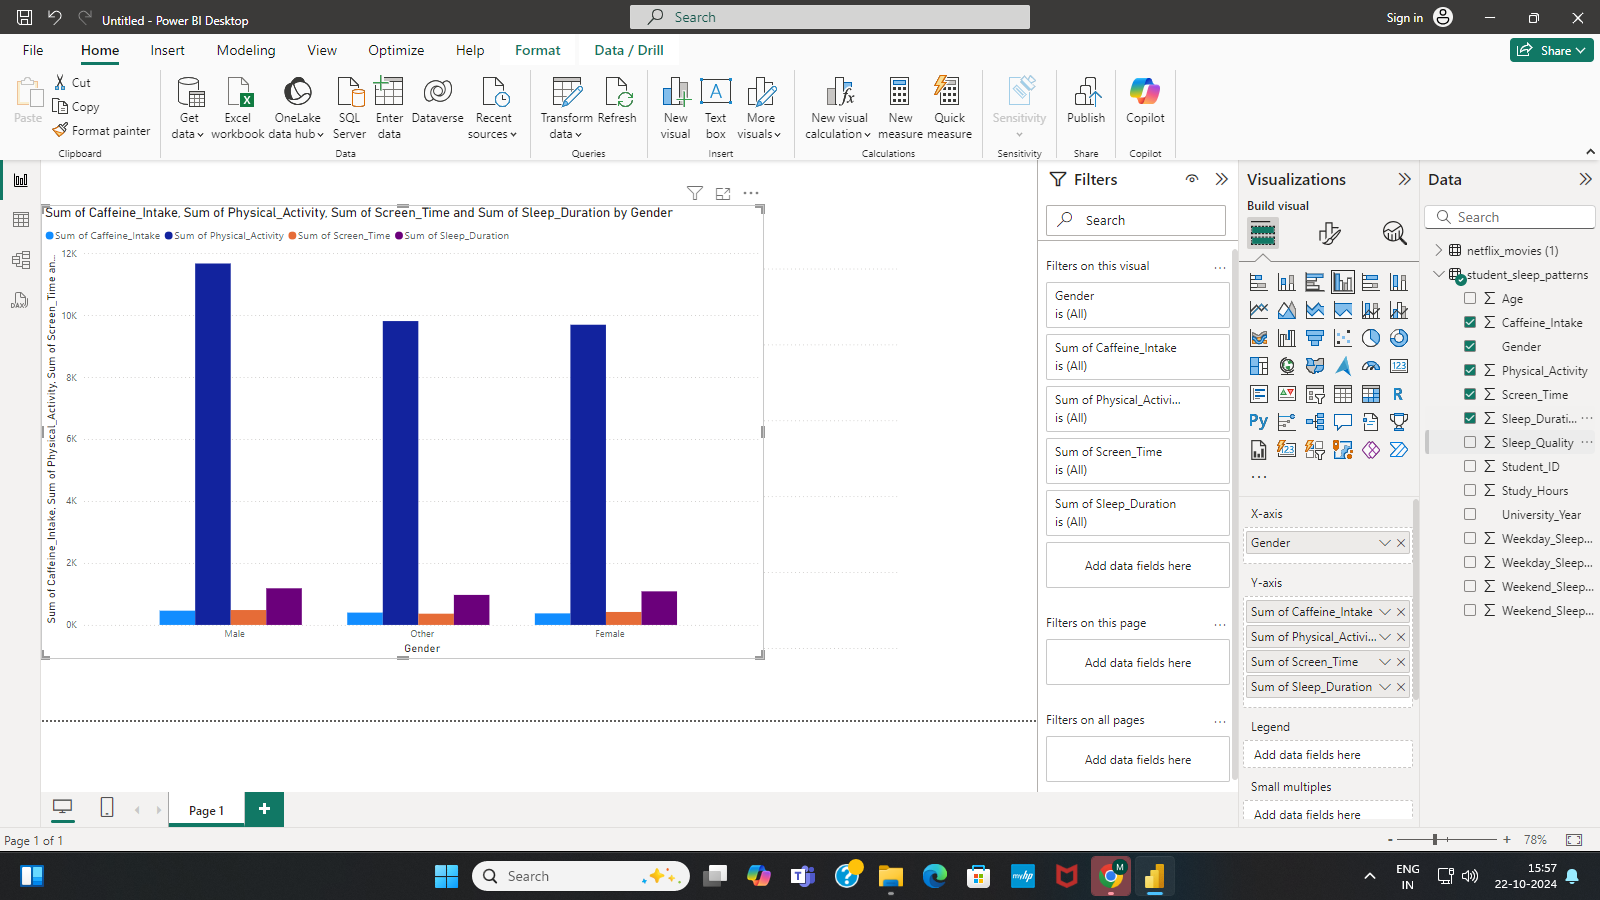 Untitled - Power BI Desktop
Search
Sign in
File
Home
Insert
Modeling
View
Optimize
Help
Format
Data / Drill
Share
Paste
Cut
Copy
Format painter
Clipboard
Get data
Excel workbook
OneLake data hub
SQL Server
Enter data
Dataverse
Recent sources
Data
Transform data
Refresh
Queries
New visual
Text box
More visuals
Insert
New visual calculation
New measure
Quick measure
Calculations
Sensitivity
Sensitivity
Publish
Share
Copilot
Copilot
Sum of Caffeine_Intake, Sum of Physical_Activity, Sum of Screen_Time and Sum of Sleep_Duration by Gender
Sum of Caffeine_Intake
Sum of Physical_Activity
Sum of Screen_Time
Sum of Sleep_Duration
Sum of Caffeine_Intake, Sum of Physical_Activity, Sum of Screen_Time an...
12K
10K
8K
6K
4K
2K
0K
Male
Other
Female
Gender
Filters
Search
Filters on this visual
Gender
is (All)
Sum of Caffeine_Intake
is (All)
Sum of Physical_Activi...
is (All)
Sum of Screen_Time
is (All)
Sum of Sleep_Duration
is (All)
Add data fields here
Filters on this page
Add data fields here
Filters on all pages
Add data fields here
Visualizations
Build visual
123
R
Py
123
X-axis
Gender
Y-axis
Sum of Caffeine_Intake
Sum of Physical_Activi...
Sum of Screen_Time
Sum of Sleep_Duration
Legend
Add data fields here
Small multiples
Add data fields here
Data
Search
netflix_movies (1)
student_sleep_patterns
Age
Caffeine_Intake
Gender
Physical_Activity
Screen_Time
Sleep_Durati...
Sleep_Quality
Student_ID
Study_Hours
University_Year
Weekday_Sleep...
Weekday_Sleep...
Weekend_Sleep...
Weekend_Sleep...
DAX
Page 1
Page 1 of 1
- + 78%
Search
myhp
M
ENG
IN
15:57
22-10-2024